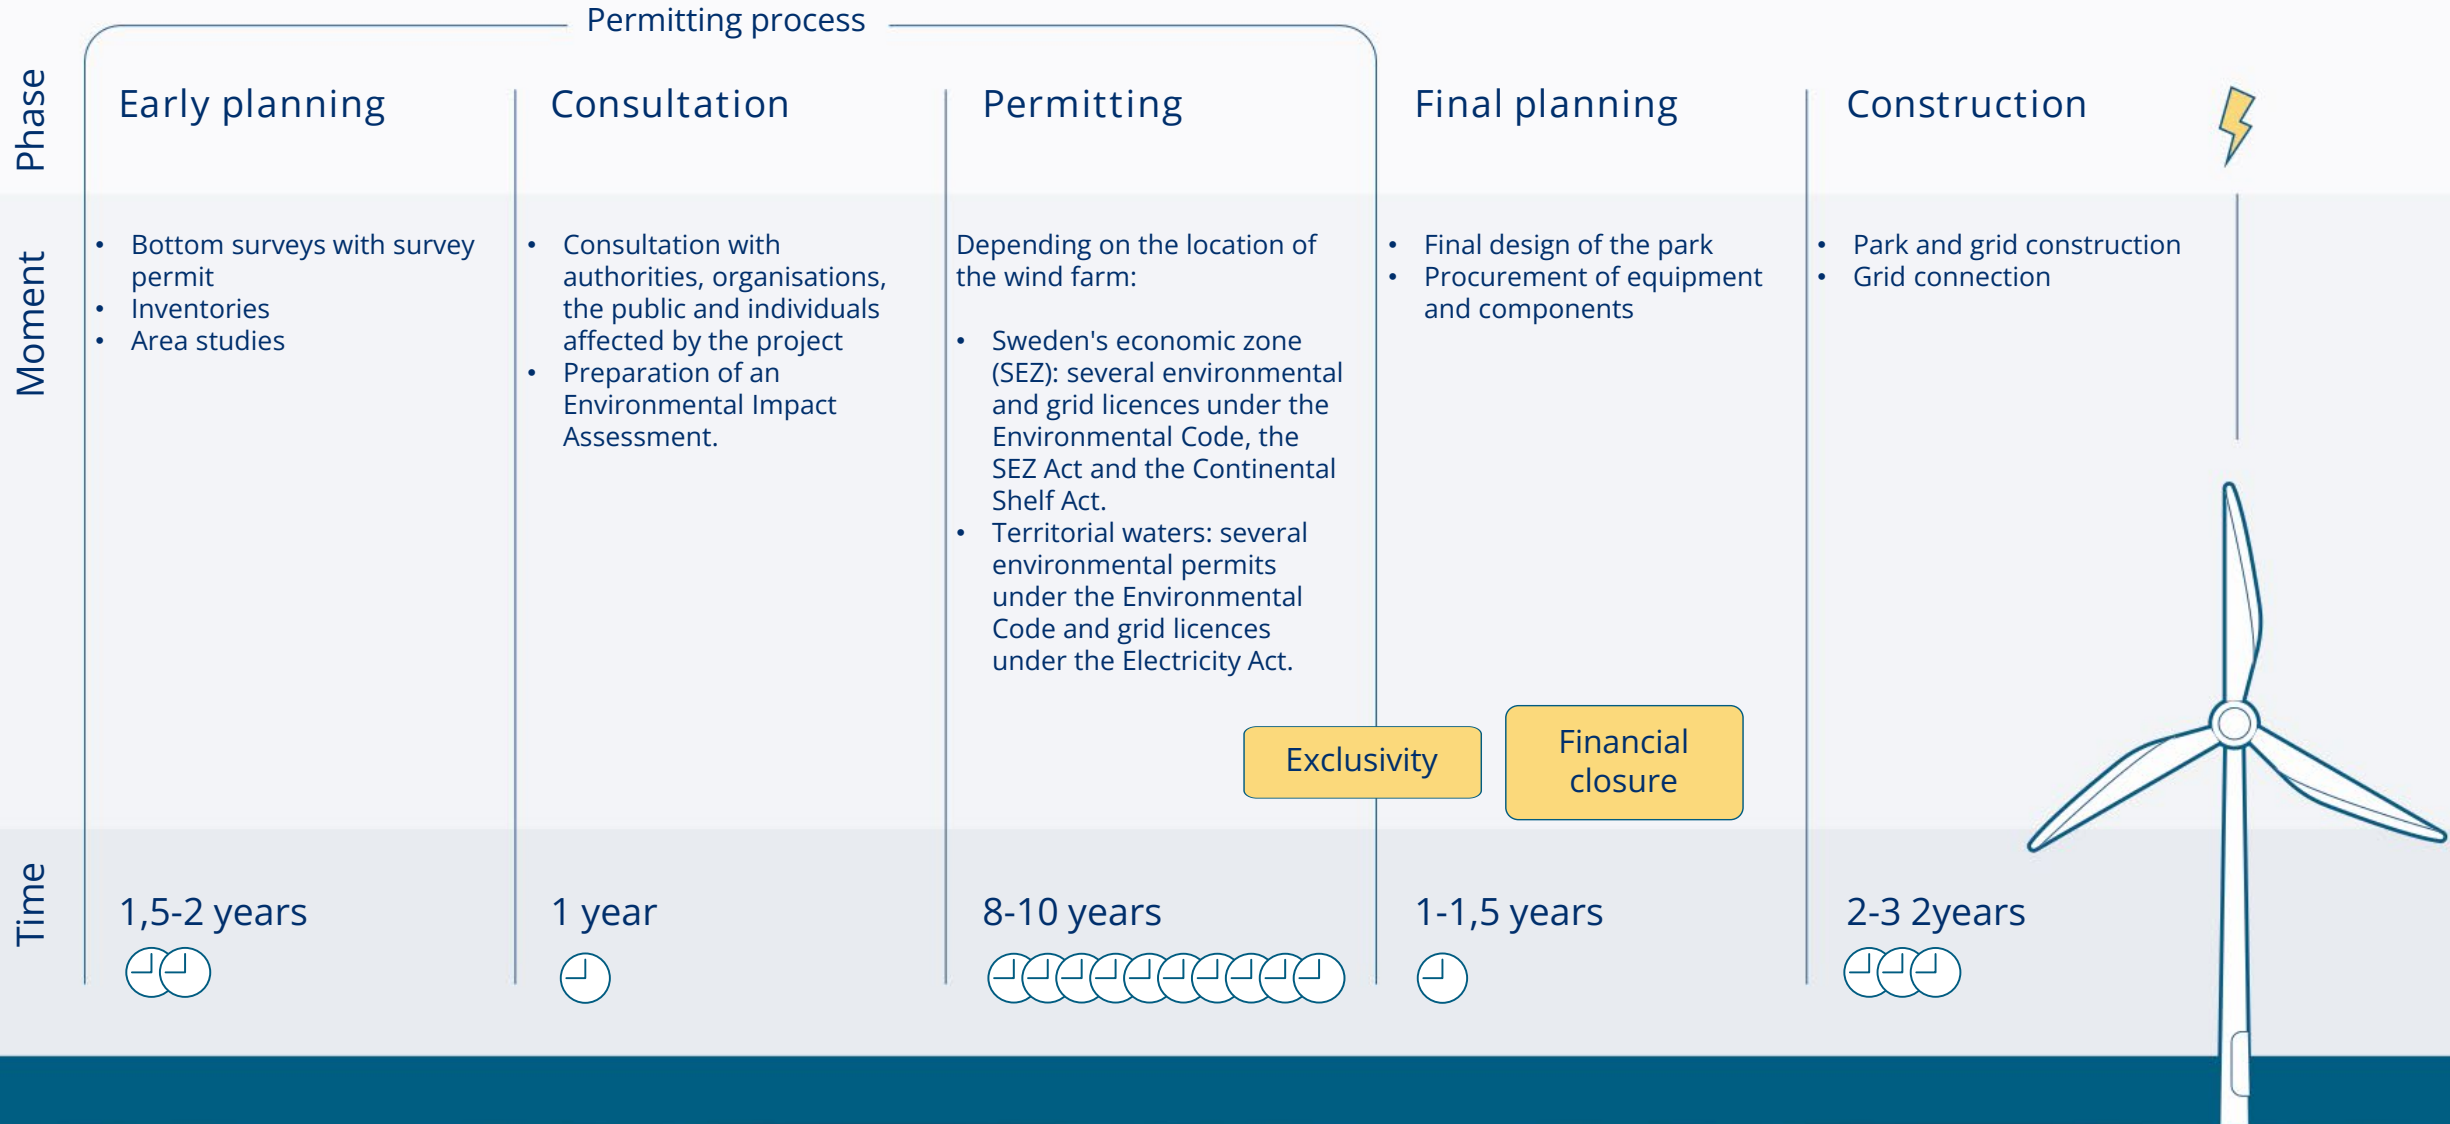 Permitting process
Phase
Early planning
Consultation
Permitting
Final planning
Construction
Moment
• Bottom surveys with survey
permit
• Inventories
• Area studies
• Consultation with
authorities, organisations,
the public and individuals
affected by the project
• Preparation of an
Environmental Impact
Assessment.
Depending on the location of
the wind farm:
• Sweden's economic zone
(SEZ): several environmental
and grid licences under the
Environmental Code, the
SEZ Act and the Continental
Shelf Act.
• Territorial waters: several
environmental permits
under the Environmental
Code and grid licences
under the Electricity Act.
• Final design of the park
• Procurement of equipment
and components
• Park and grid construction
• Grid connection
Exclusivity
Financial
closure
Time
1,5-2 years
1 year
8-10 years
1-1,5 years
2-3 2years